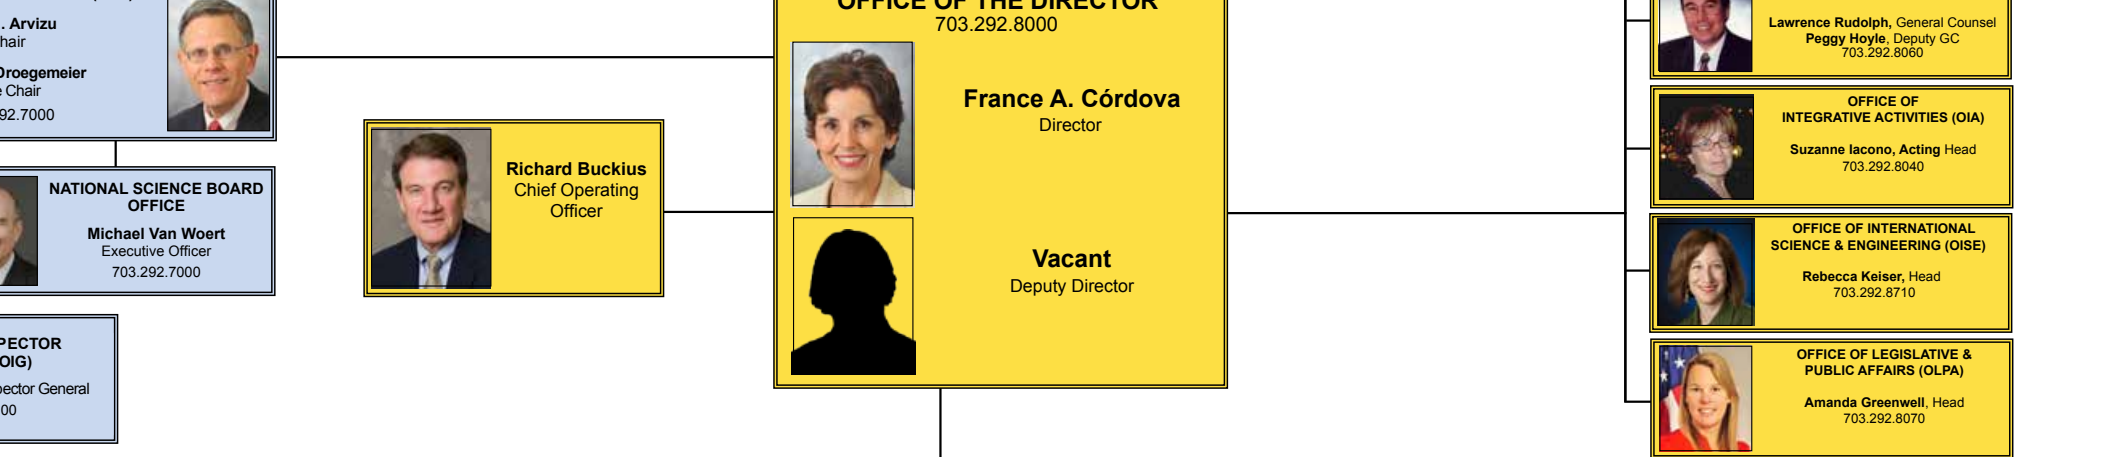 . Arvizu
hair
Droegemeier
e Chair
92.7000
NATIONAL SCIENCE BOARD
OFFICE
Michael Van Woert
Executive Officer
703.292.7000
PECTOR
OIG)
pector General
00
Richard Buckius
Chief Operating
Officer
OFFICE OF THE DIRECTOR
703.292.8000
France A. Córdova
Director
Vacant
Deputy Director
Lawrence Rudolph, General Counsel
Peggy Hoyle, Deputy GC
703.292.8060
OFFICE OF
INTEGRATIVE ACTIVITIES (OIA)
Suzanne Iacono, Acting Head
703.292.8040
OFFICE OF INTERNATIONAL
SCIENCE & ENGINEERING (OISE)
Rebecca Keiser, Head
703.292.8710
OFFICE OF LEGISLATIVE &
PUBLIC AFFAIRS (OLPA)
Amanda Greenwell, Head
703.292.8070